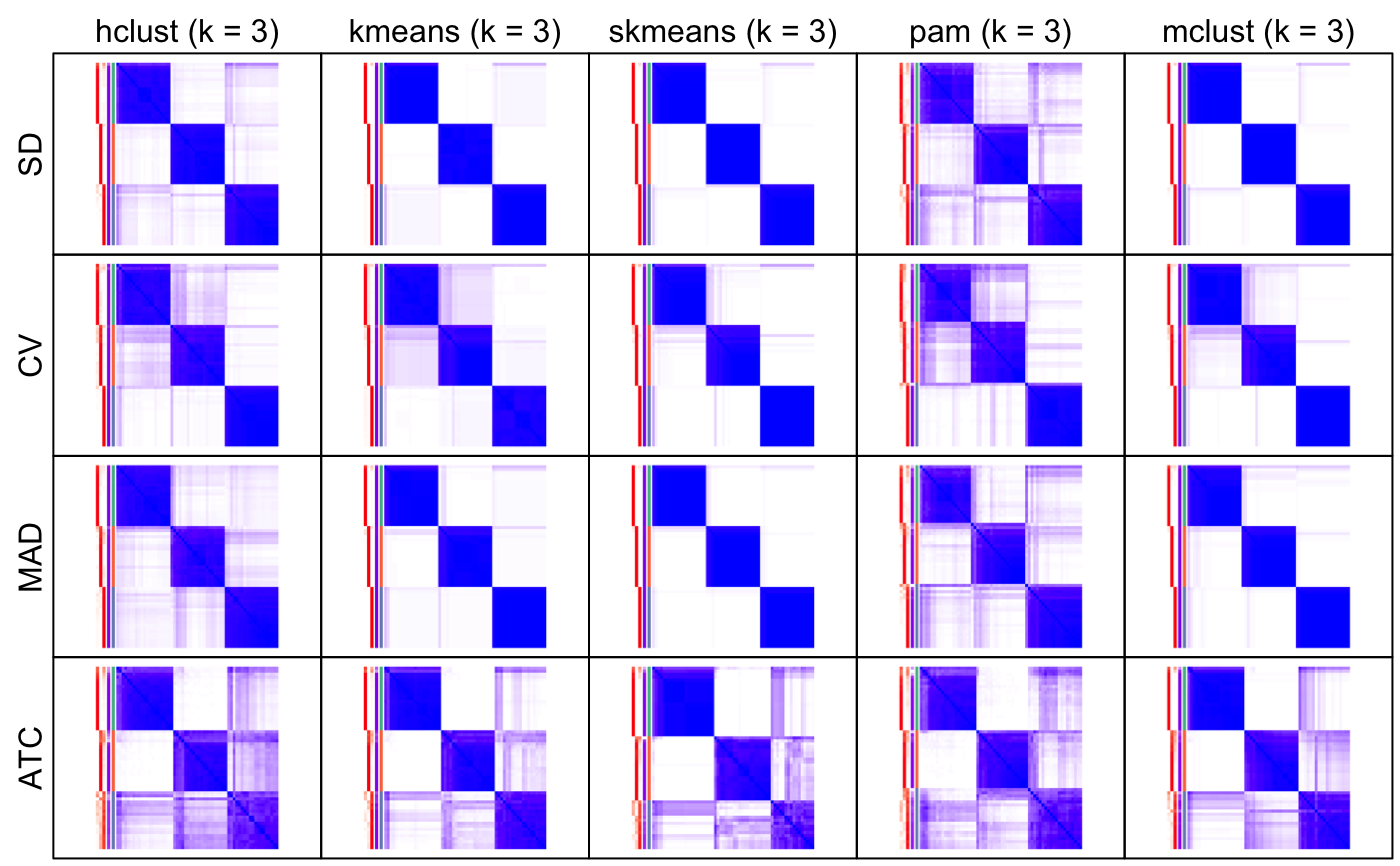 hclust (k = 3) kmeans (k = 3) skmeans (k = 3) pam (k = 3) mclust (k = 3)
SD
CV
MAD
ATC